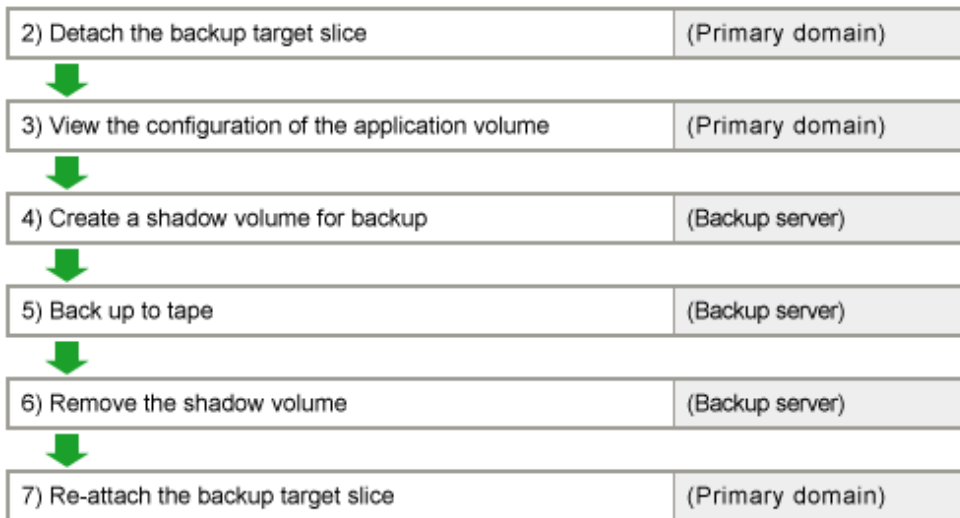 2) Detach the backup target slice (Primary domain)
3) View the configuration of the application volume (Primary domain)
4) Create a shadow volume for backup (Backup server)
5) Back up to tape (Backup server)
6) Remove the shadow volume (Backup server)
7) Re-attach the backup target slice (Primary domain)